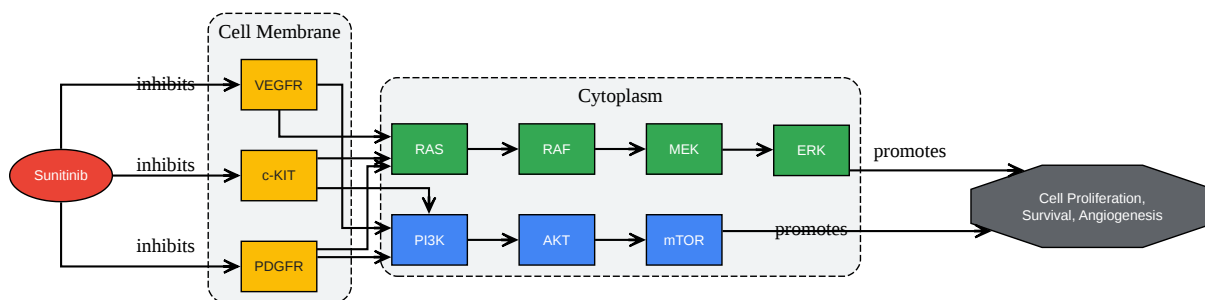 Cell Membrane
inhibits
VEGFR
Cytoplasm
RAS
RAF
MEK
ERK
promotes
Sunitinib
inhibits
c-KIT
Cell Proliferation,
Survival, Angiogenesis
inhibits
PDGFR
PI3K
AKT
mTOR
promotes